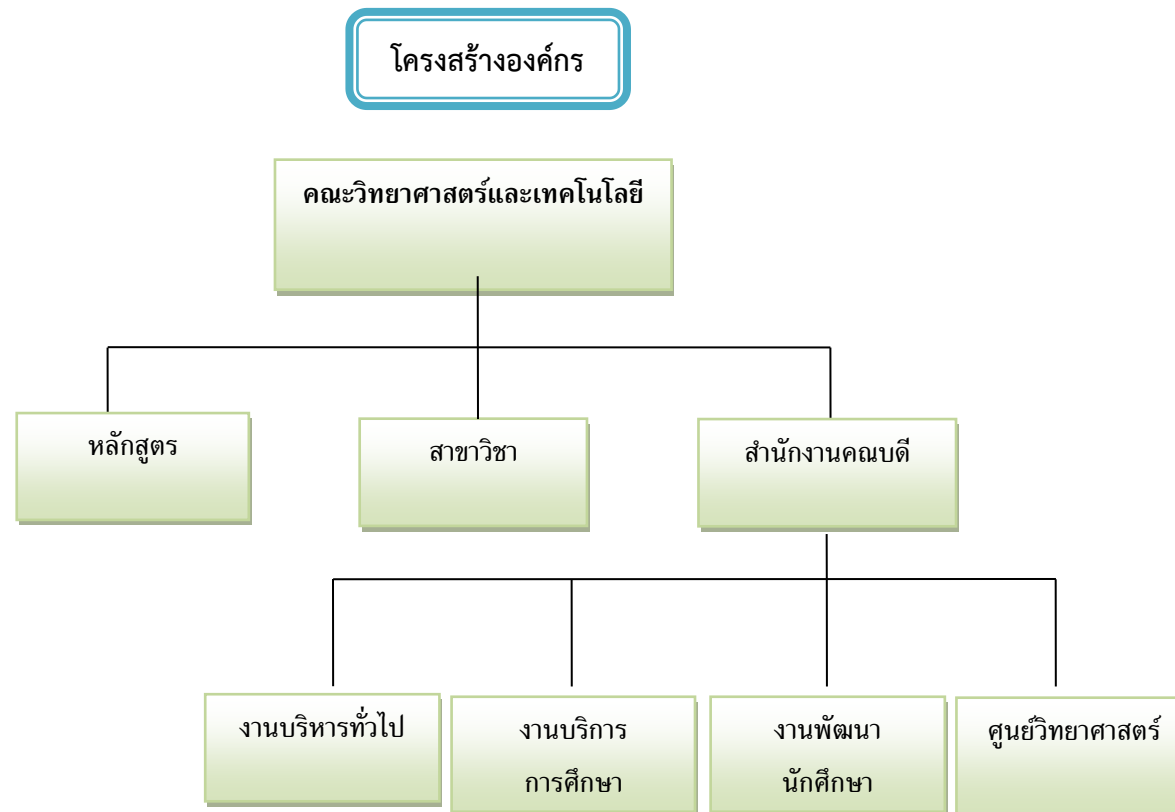 โครงสร้างองค์กร
คณะวิทยาศาสตร์และเทคโนโลยี
หลักสูตร
สาขาวิชา
สำนักงานคณบดี
งานบริหารทั่วไป
งานบริการ
การศึกษา
งานพัฒนา
นักศึกษา
ศูนย์วิทยาศาสตร์